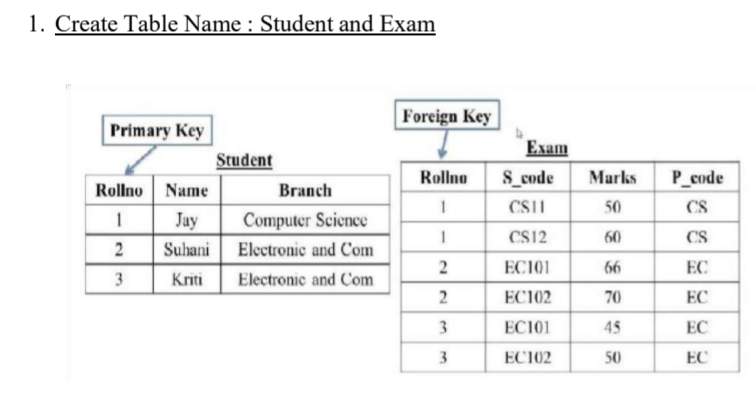 1. Create Table Name : Student and Exam
Primary Key
Student
Rollno Name Branch
1 Jay Computer Science
2 Suhani Electronic and Com
3 Kriti Electronic and Com
Foreign Key
Exam
Rollno S_code Marks P_code
1 CS11 50 CS
1 CS12 60 CS
2 EC101 66 EC
2 EC102 70 EC
3 EC101 45 EC
3 EC102 50 EC